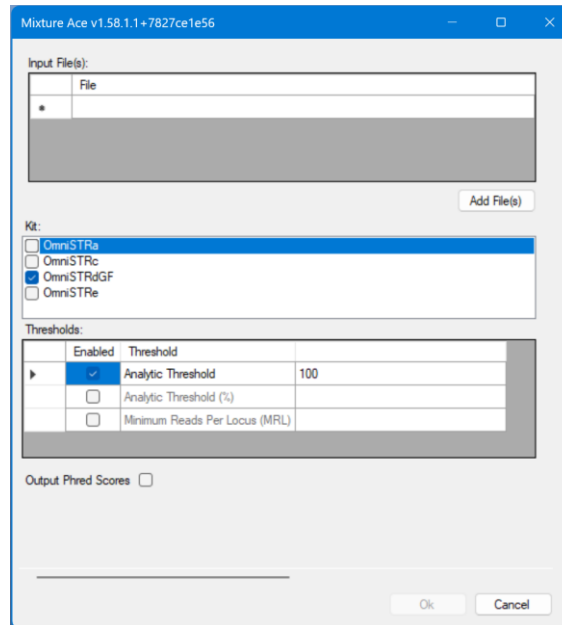 Mixture Ace v1.58.1.1+7827ce1e56
Input File(s):
File
Add File(s)
Kit:
OmniSTRa
OmniSTRc
OmniSTRdGF
OmniSTRe
Thresholds:
Enabled Threshold
Analytic Threshold 100
Analytic Threshold (%)
Minimum Reads Per Locus (MRL)
Output Phred Scores
Ok Cancel